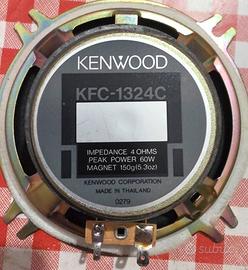 KENWOOD
KFC-1324C
IMPEDANCE 4 OHMS
PEAK POWER 60W
MAGNET 150g(5.3oz)
KENWOOD CORPORATION
MADE IN THAILAND
0279
subito